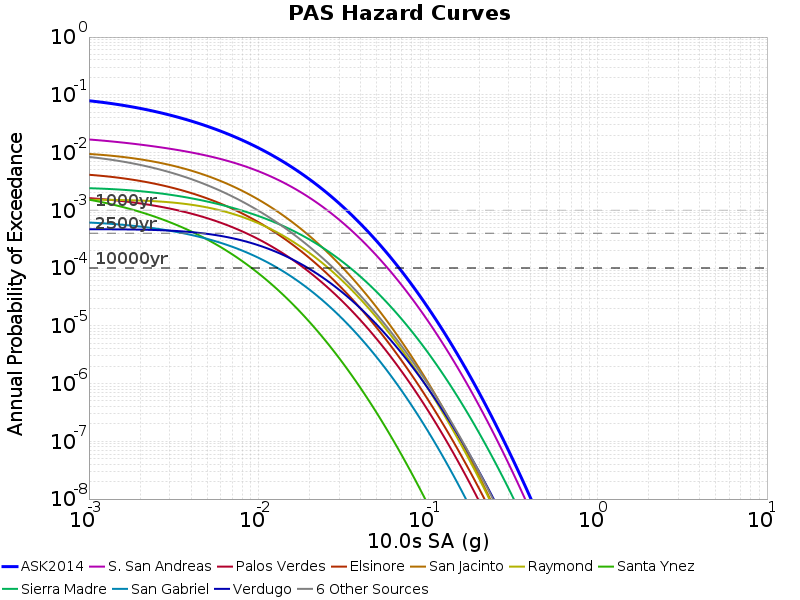 PAS Hazard Curves
Annual Probability of Exceedance
10^0
10^-1
10^-2
10^-3
10^-4
10^-5
10^-6
10^-7
10^-8
1000yr
2500yr
10000yr
10^-3 10^-2 10^-1 10^0 10^1
10.0s SA (g)
ASK2014 S. San Andreas Palos Verdes Elsinore San Jacinto Raymond Santa Ynez
Sierra Madre San Gabriel Verdugo 6 Other Sources